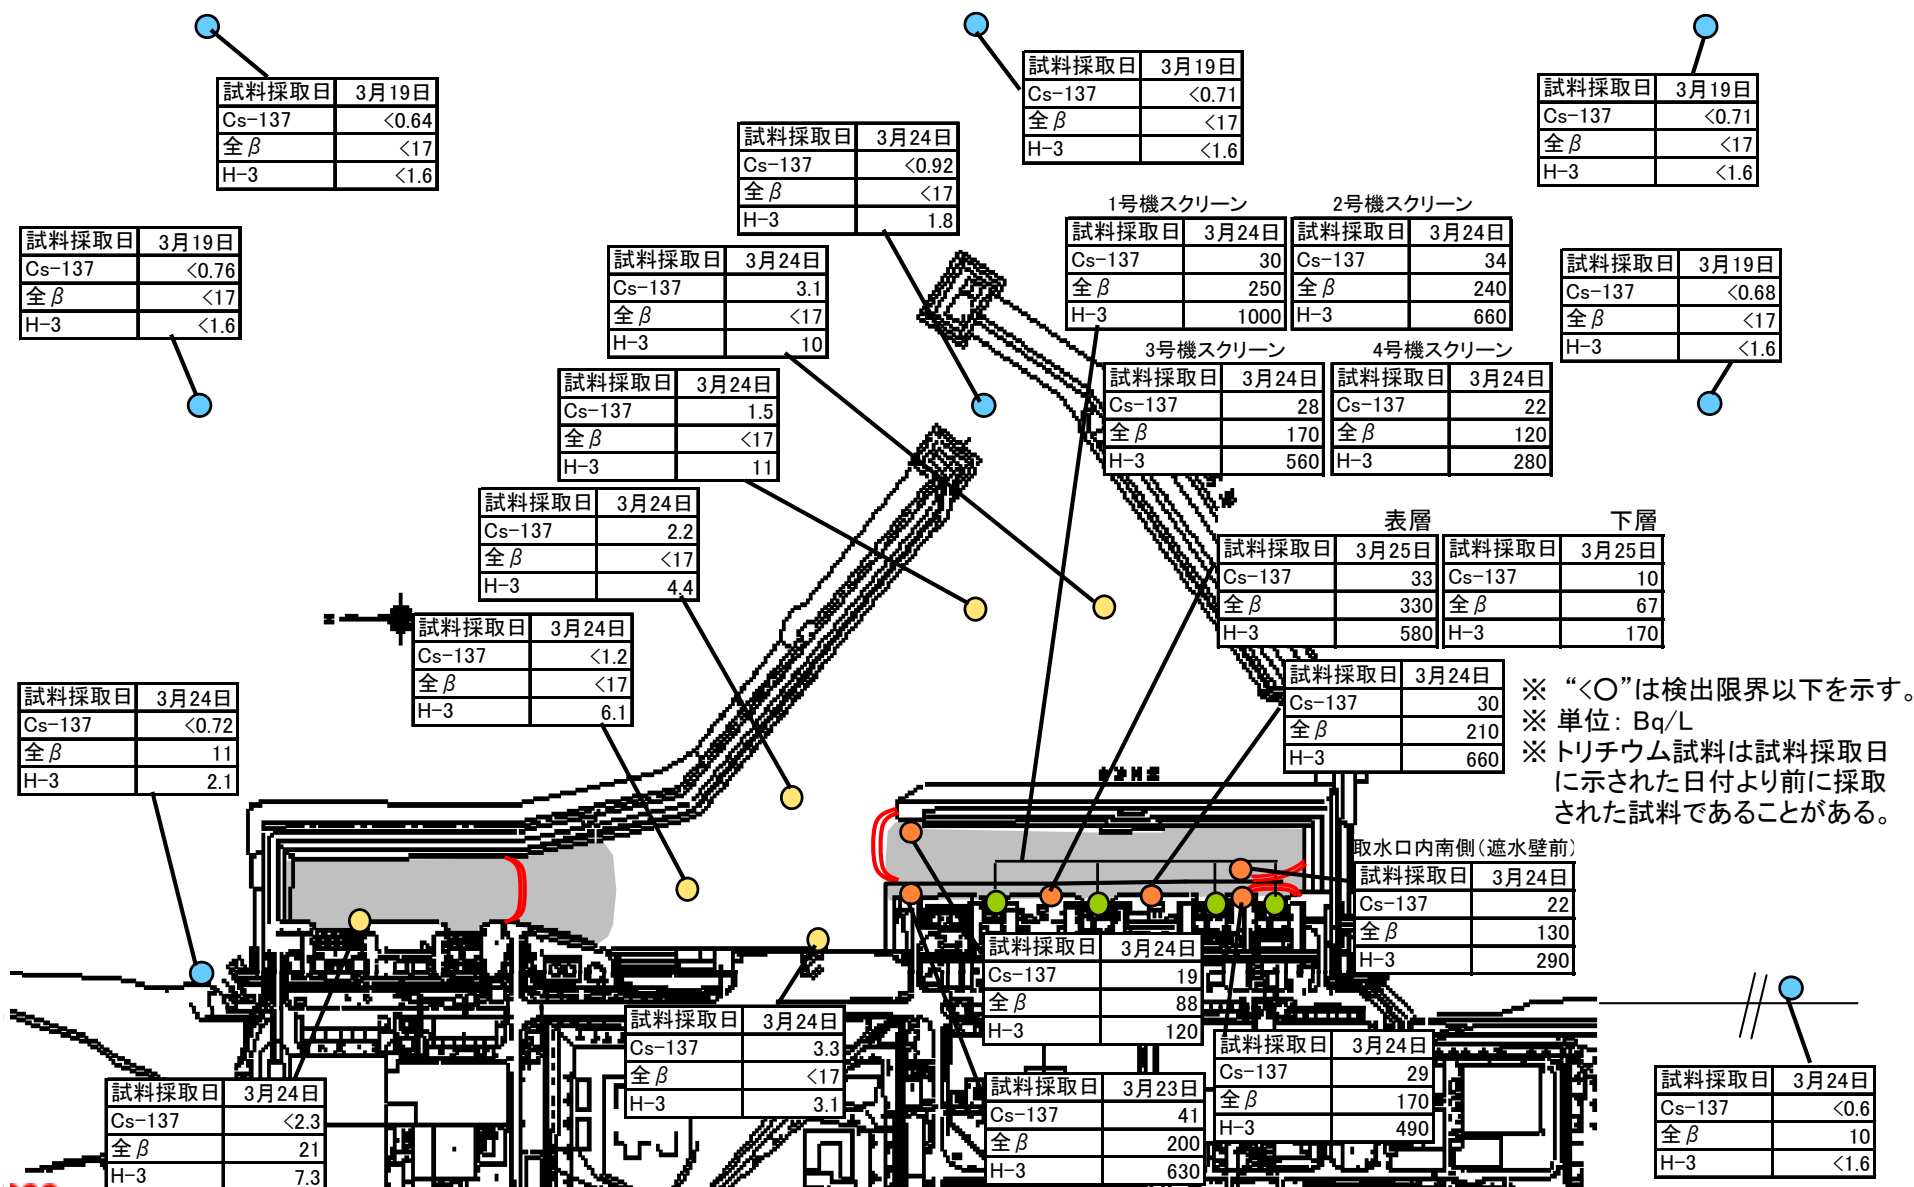 試料採取日 3月19日
Cs-137 <0.64
全β <17
H-3 <1.6
試料採取日 3月19日
Cs-137 <0.71
全β <17
H-3 <1.6
試料採取日 3月19日
Cs-137 <0.71
全β <17
H-3 <1.6
試料採取日 3月24日
Cs-137 <0.92
全β <17
H-3 1.8
試料採取日 3月19日
Cs-137 <0.76
全β <17
H-3 <1.6
試料採取日 3月24日
Cs-137 3.1
全β <17
H-3 10
1号機スクリーン
試料採取日 3月24日
Cs-137 30
全β 250
H-3 1000
2号機スクリーン
試料採取日 3月24日
Cs-137 34
全β 240
H-3 660
試料採取日 3月19日
Cs-137 <0.68
全β <17
H-3 <1.6
3号機スクリーン
試料採取日 3月24日
Cs-137 28
全β 170
H-3 560
4号機スクリーン
試料採取日 3月24日
Cs-137 22
全β 120
H-3 280
試料採取日 3月24日
Cs-137 1.5
全β <17
H-3 11
試料採取日 3月24日
Cs-137 2.2
全β <17
H-3 4.4
表層
試料採取日 3月25日
Cs-137 33
全β 330
H-3 580
下層
試料採取日 3月25日
Cs-137 10
全β 67
H-3 170
試料採取日 3月24日
Cs-137 <1.2
全β <17
H-3 6.1
試料採取日 3月24日
Cs-137 30
全β 210
H-3 660
※ “<○”は検出限界以下を示す。
※ 単位: Bq/L
※ トリチウム試料は試料採取日
に示された日付より前に採取
された試料であることがある。
試料採取日 3月24日
Cs-137 <0.72
全β 11
H-3 2.1
取水口内南側(遮水壁前)
試料採取日 3月24日
Cs-137 22
全β 130
H-3 290
試料採取日 3月24日
Cs-137 19
全β 88
H-3 120
試料採取日 3月24日
Cs-137 3.3
全β <17
H-3 3.1
試料採取日 3月24日
Cs-137 29
全β 170
H-3 490
試料採取日 3月24日
Cs-137 <2.3
全β 21
H-3 7.3
試料採取日 3月23日
Cs-137 41
全β 200
H-3 630
試料採取日 3月24日
Cs-137 <0.6
全β 10
H-3 <1.6